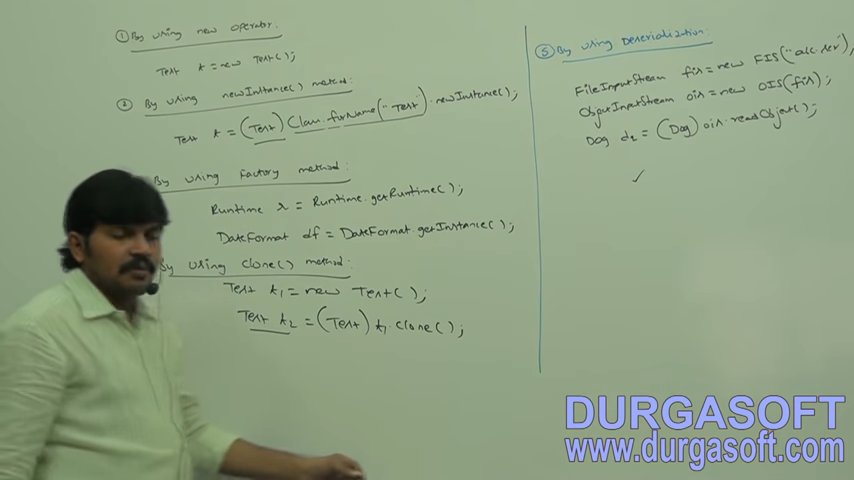 ① By using new operator.
Test t = new Test();
② By using newInstance() method:
Test t = (Test) Class.forName("Test").newInstance();
By using Factory method:
Runtime r = Runtime.getRuntime();
DateFormat df = DateFormat.getInstance();
By using clone() method:
Test t1 = new Test();
Test t2 = (Test) t1.clone();
⑤ By using Deserialization:
FileInputStream fis = new FIS("abc.ser");
ObjectInputStream ois = new OIS(fis);
Dog d2 = (Dog) ois.readObject();
✓
DURGASOFT
www.durgasoft.com